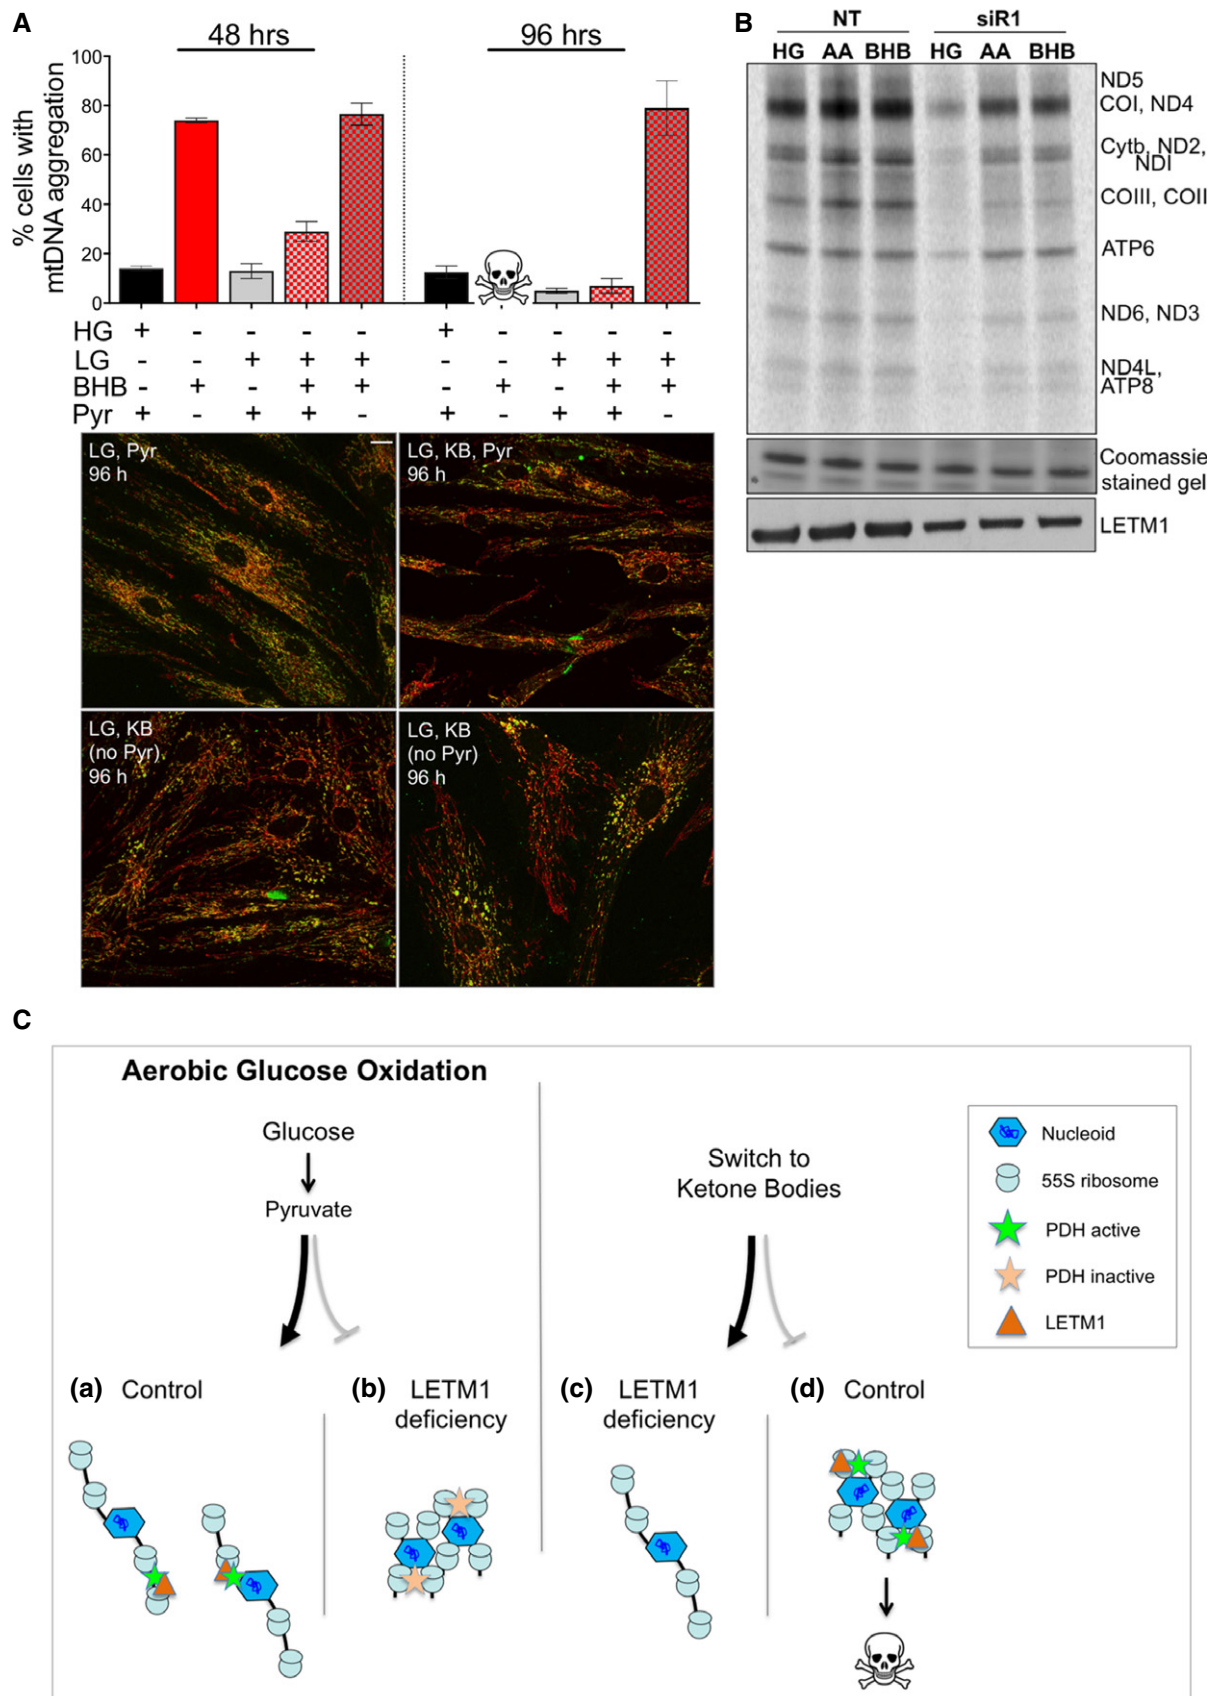 A
48 hrs
96 hrs
% cells with
mtDNA aggregation
100
80
60
40
20
0
HG + - - - - + - - - -
LG - - + + + - - + + +
BHB - + - + + - + - + +
Pyr + - + + - + - + + -
LG, Pyr
96 h
LG, KB, Pyr
96 h
LG, KB
(no Pyr)
96 h
LG, KB
(no Pyr)
96 h
B
NT siR1
HG AA BHB HG AA BHB
ND5
COI, ND4
Cytb, ND2,
NDI
COIII, COII
ATP6
ND6, ND3
ND4L,
ATP8
Coomassie
stained gel
LETM1
C
Aerobic Glucose Oxidation
Glucose
Pyruvate
Switch to
Ketone Bodies
Nucleoid
55S ribosome
PDH active
PDH inactive
LETM1
(a) Control
(b) LETM1
deficiency
(c) LETM1
deficiency
(d) Control